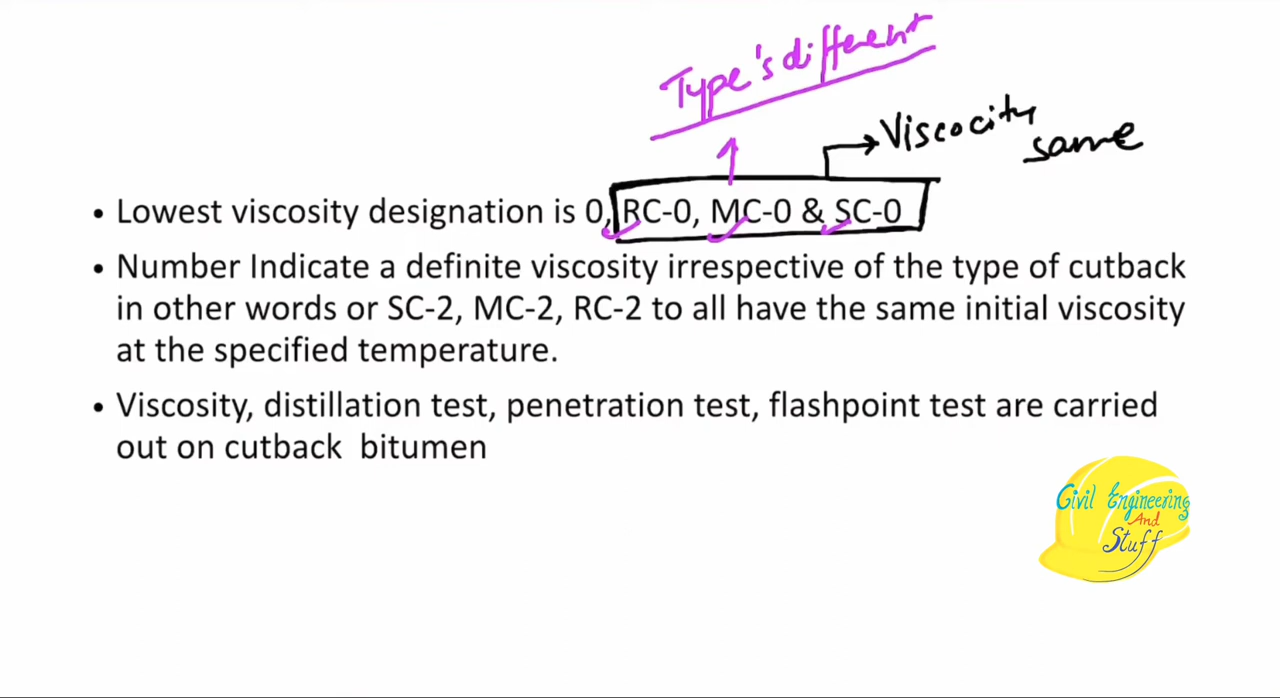 Type's different
Viscocity
same
• Lowest viscosity designation is 0, RC-0, MC-0 & SC-0
• Number Indicate a definite viscosity irrespective of the type of cutback
in other words or SC-2, MC-2, RC-2 to all have the same initial viscosity
at the specified temperature.
• Viscosity, distillation test, penetration test, flashpoint test are carried
out on cutback bitumen
Civil Engineering
And
Stuff